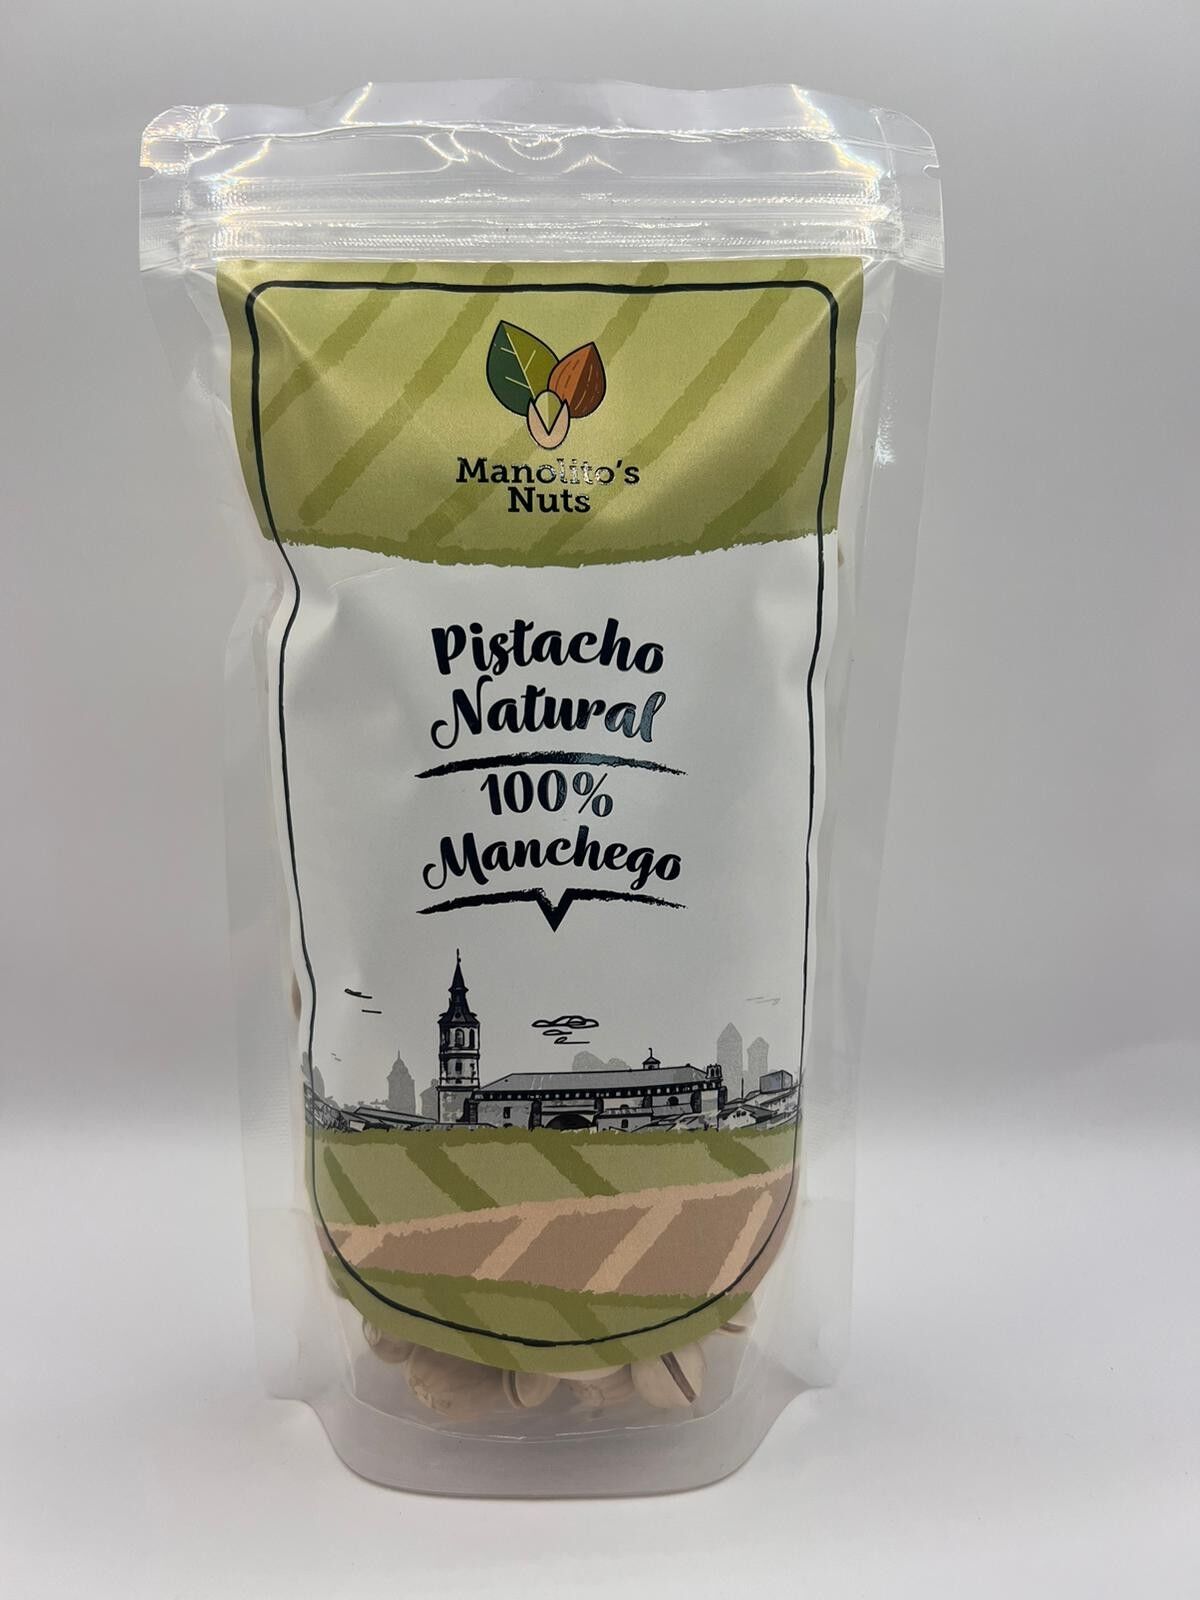 Manolito's
Nuts
Pistacho
Natural
100%
Manchego